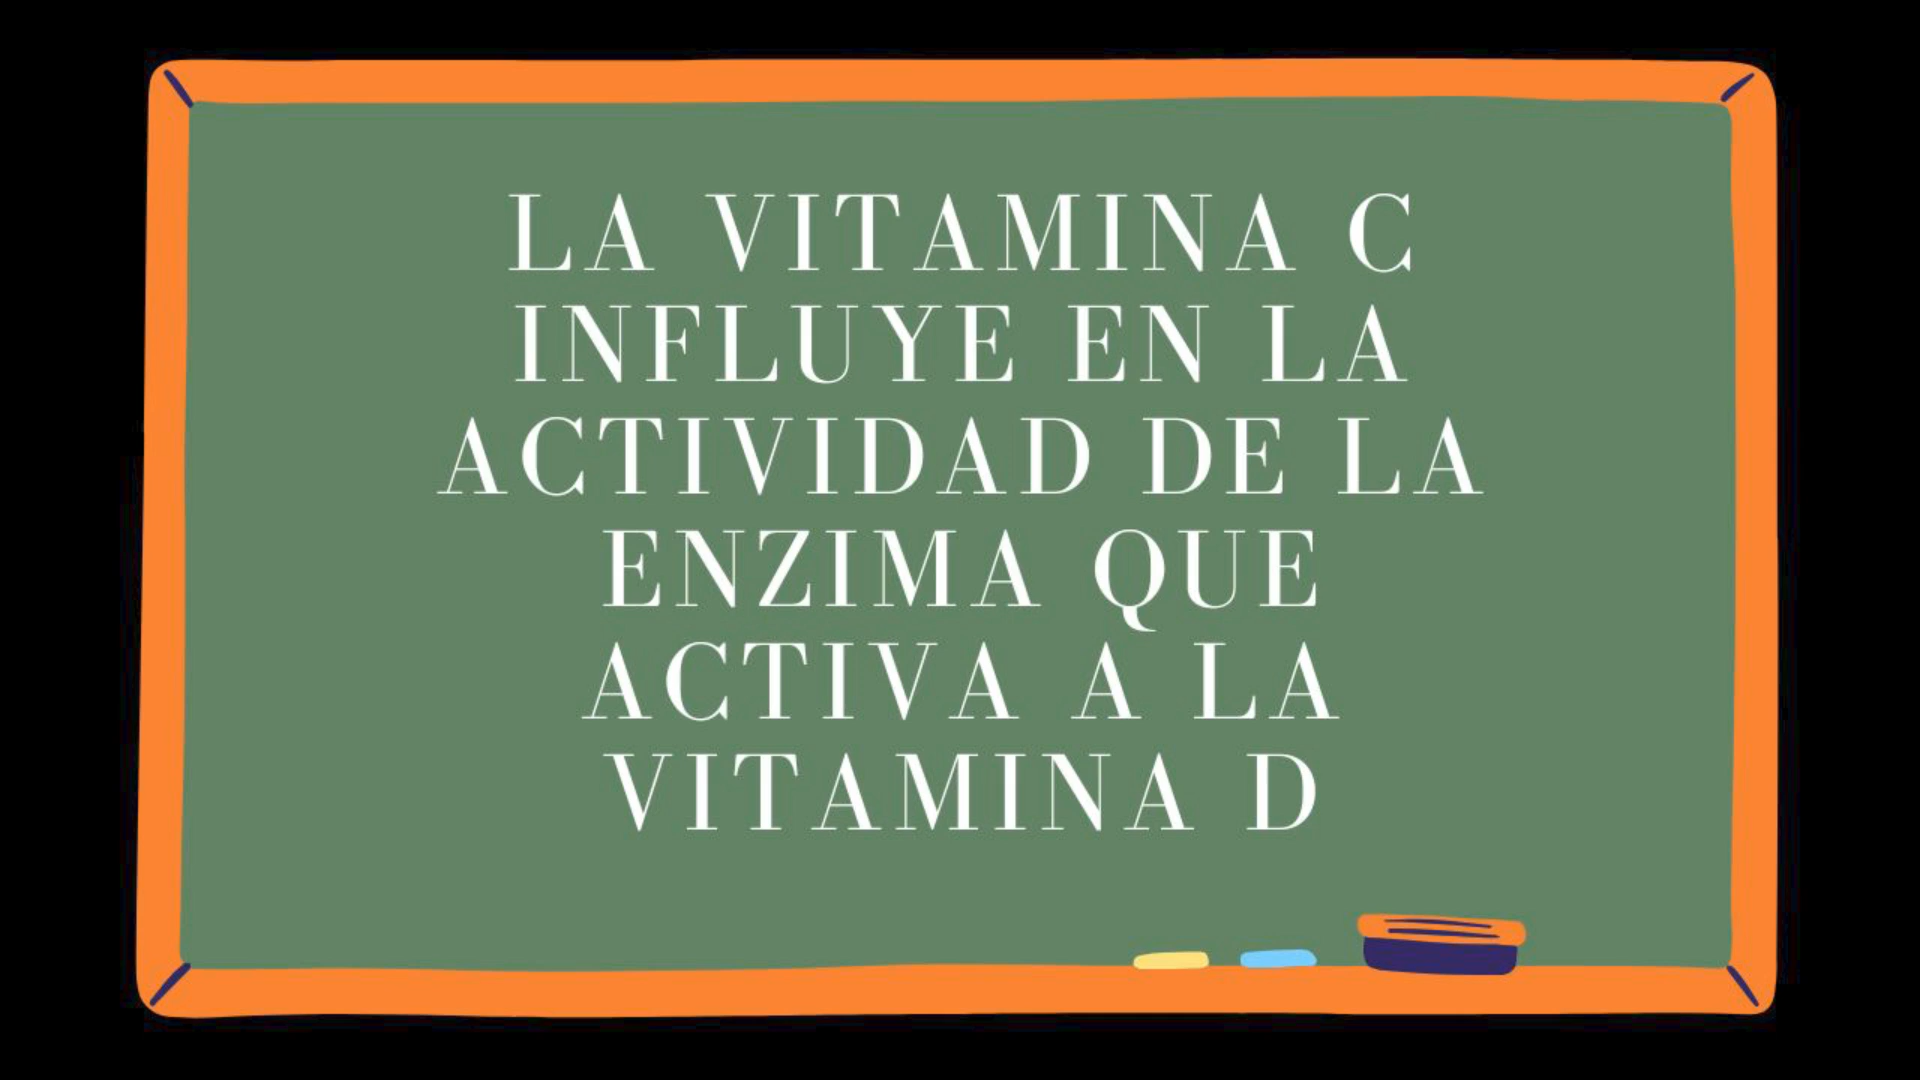 LA VITAMINA C
INFLUYE EN LA
ACTIVIDAD DE LA
ENZIMA QUE
ACTIVA A LA
VITAMINA D